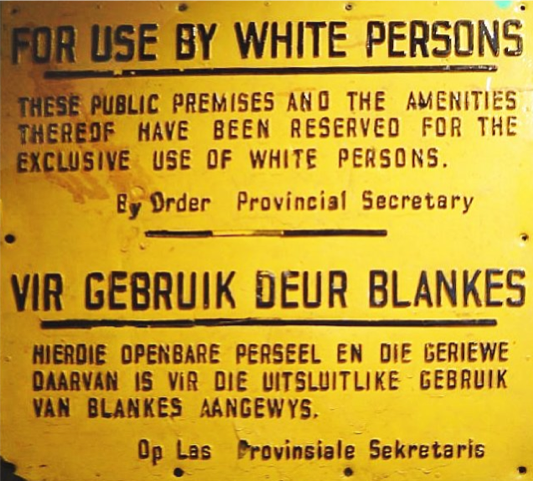 FOR USE BY WHITE PERSONS
THESE PUBLIC PREMISES AND THE AMENITIES
THEREOF HAVE BEEN RESERVED FOR THE
EXCLUSIVE USE OF WHITE PERSONS.
By Order Provincial Secretary
VIR GEBRUIK DEUR BLANKES
HIERDIE OPENBARE PERSEEL EN DIE GERIEWE
DAARVAN IS VIR DIE UITSLUITLIKE GEBRUIK
VAN BLANKES AANGEWYS.
Op Las Provinsiale Sekretaris